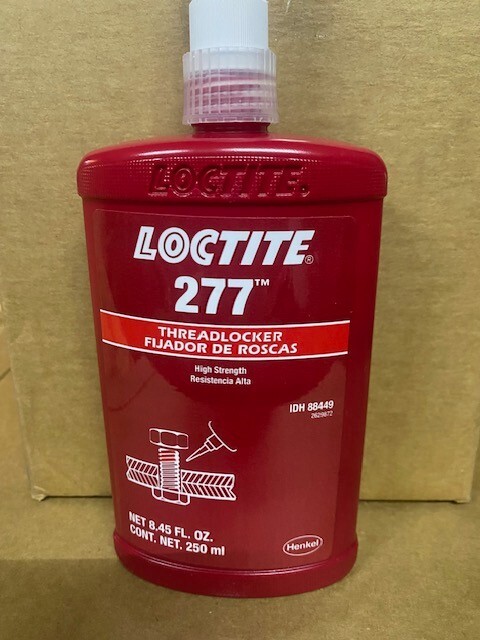 LOCTITE.
LOCTITE®
277™
THREADLOCKER
FIJADOR DE ROSCAS
High Strength
Resistencia Alta
IDH 88449
2629872
NET 8.45 FL. OZ.
CONT. NET. 250 ml
Henkel